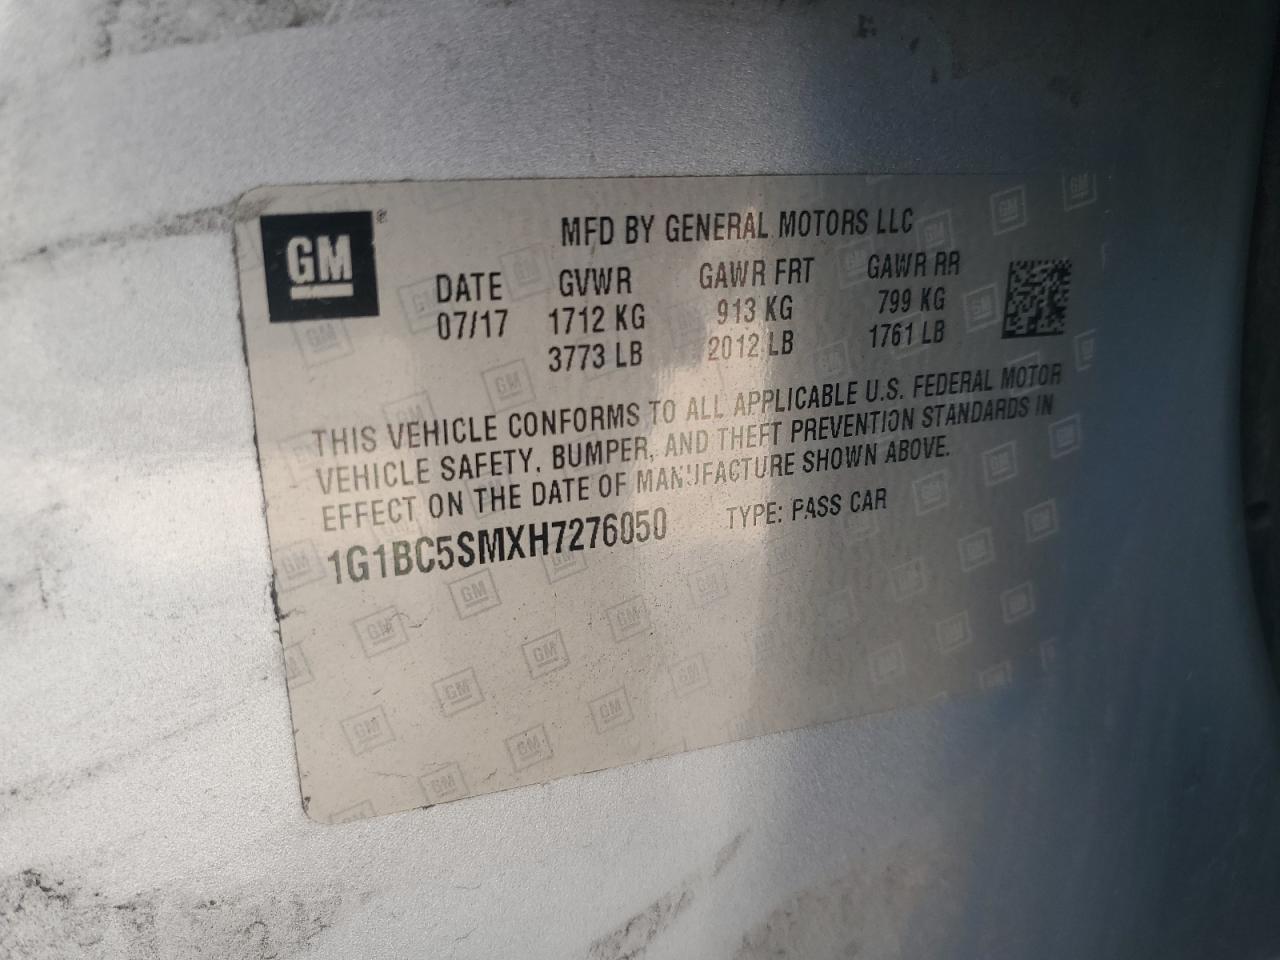 GM ®
MFD BY GENERAL MOTORS LLC
DATE GVWR GAWR FRT GAWR RR
07/17 1712 KG 913 KG 799 KG
3773 LB 2012 LB 1761 LB
THIS VEHICLE CONFORMS TO ALL APPLICABLE U.S. FEDERAL MOTOR
VEHICLE SAFETY, BUMPER, AND THEFT PREVENTION STANDARDS IN
EFFECT ON THE DATE OF MANUFACTURE SHOWN ABOVE.
1G1BC5SMXH7276050 TYPE: PASS CAR